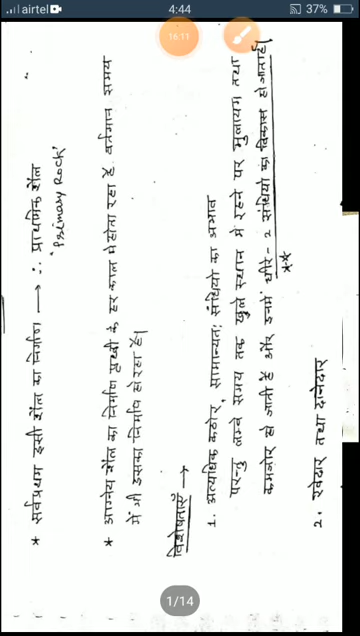 airtel 4:44 37%
16:11
* सर्वप्रथम इसी शैल का निर्माण → ∴ प्राथमिक शैल
'Primary Rock'
* आग्नेय शैल का निर्माण पृथ्वी के हर काल मे होता रहा है वर्तमान समय
में भी इसका निर्माण हो रहा है।
विशेषताएँ →
1. अत्यधिक कठोर, सामान्यतः संधियो का अभाव
परन्तु लम्बे समय तक खुले स्थान में रहने पर मुलायम तथा
कमजोर हो जाती हैं और इनमें धीरे-2 संधियो का विकास हो जाता है।
**
2. रवेदार तथा दानेदार
1/14